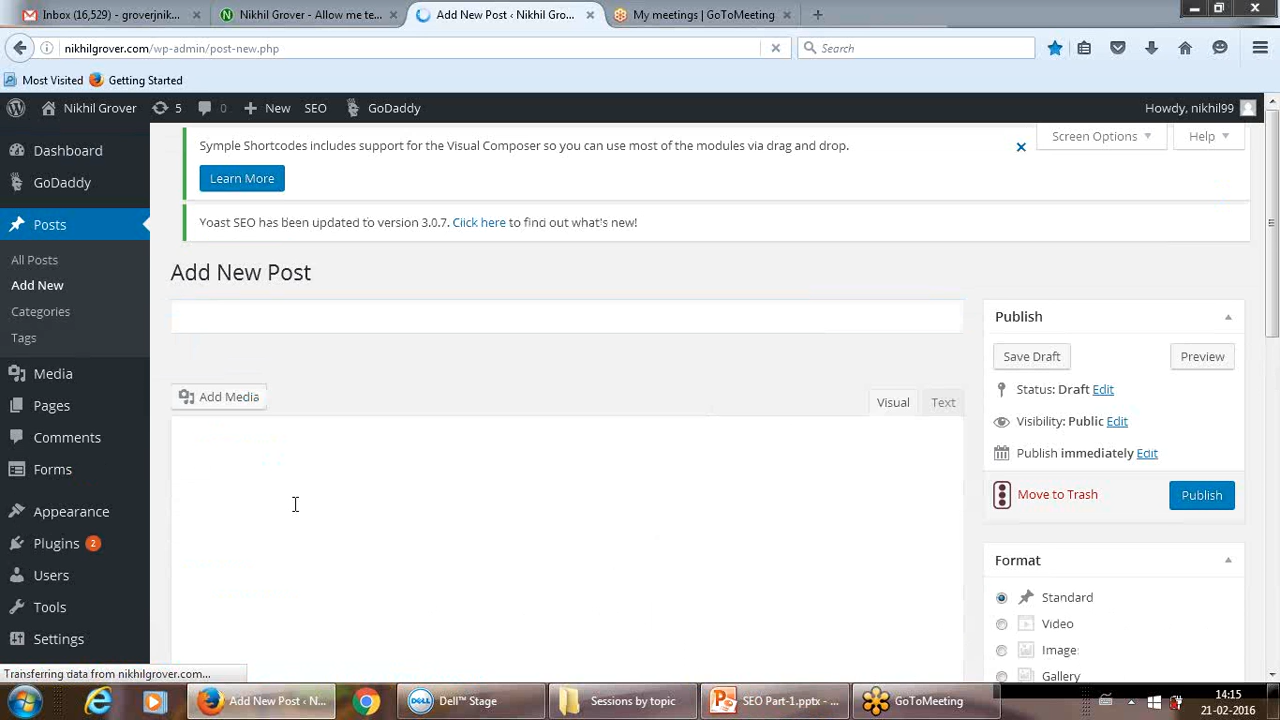 Inbox (16,529) - groverjnik...
Nikhil Grover - Allow me te...
Add New Post ‹ Nikhil Gro...
My meetings | GoToMeeting
nikhilgrover.com/wp-admin/post-new.php
Search
Most Visited
Getting Started
Nikhil Grover
5
0
New
SEO
GoDaddy
Howdy, nikhil99
Dashboard
GoDaddy
Posts
All Posts
Add New
Categories
Tags
Media
Pages
Comments
Forms
Appearance
Plugins 2
Users
Tools
Settings
Screen Options
Help
Symple Shortcodes includes support for the Visual Composer so you can use most of the modules via drag and drop.
Learn More
Yoast SEO has been updated to version 3.0.7. Click here to find out what's new!
Add New Post
Add Media
Visual
Text
Publish
Save Draft
Preview
Status: Draft Edit
Visibility: Public Edit
Publish immediately Edit
Move to Trash
Publish
Format
Standard
Video
Image
Gallery
Transferring data from nikhilgrover.com...
Add New Post ‹ N...
Dell™ Stage
Sessions by topic
SEO Part-1.pptx - ...
GoToMeeting
14:15
21-02-2016